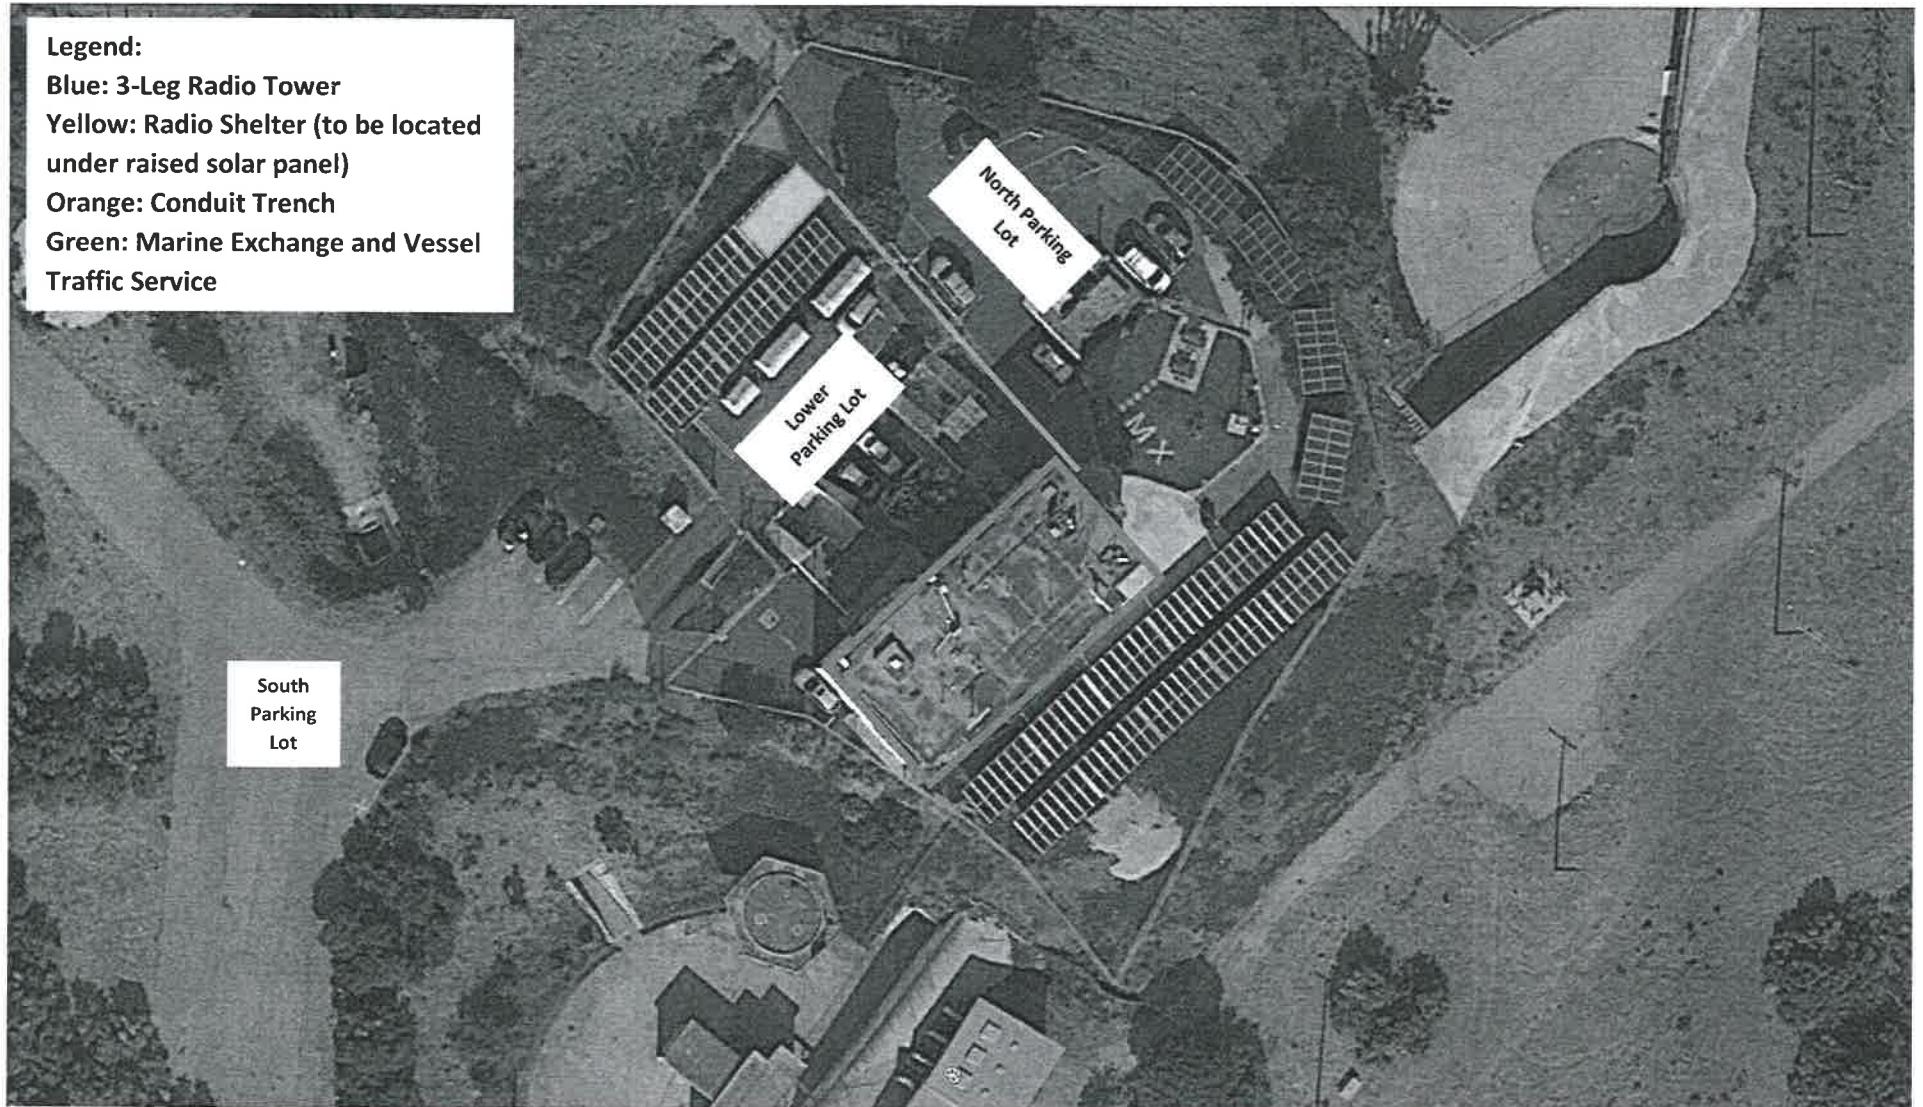 Legend:
Blue: 3-Leg Radio Tower
Yellow: Radio Shelter (to be located
under raised solar panel)
Orange: Conduit Trench
Green: Marine Exchange and Vessel
Traffic Service
North Parking
Lot
Lower
Parking Lot
MX
South
Parking
Lot